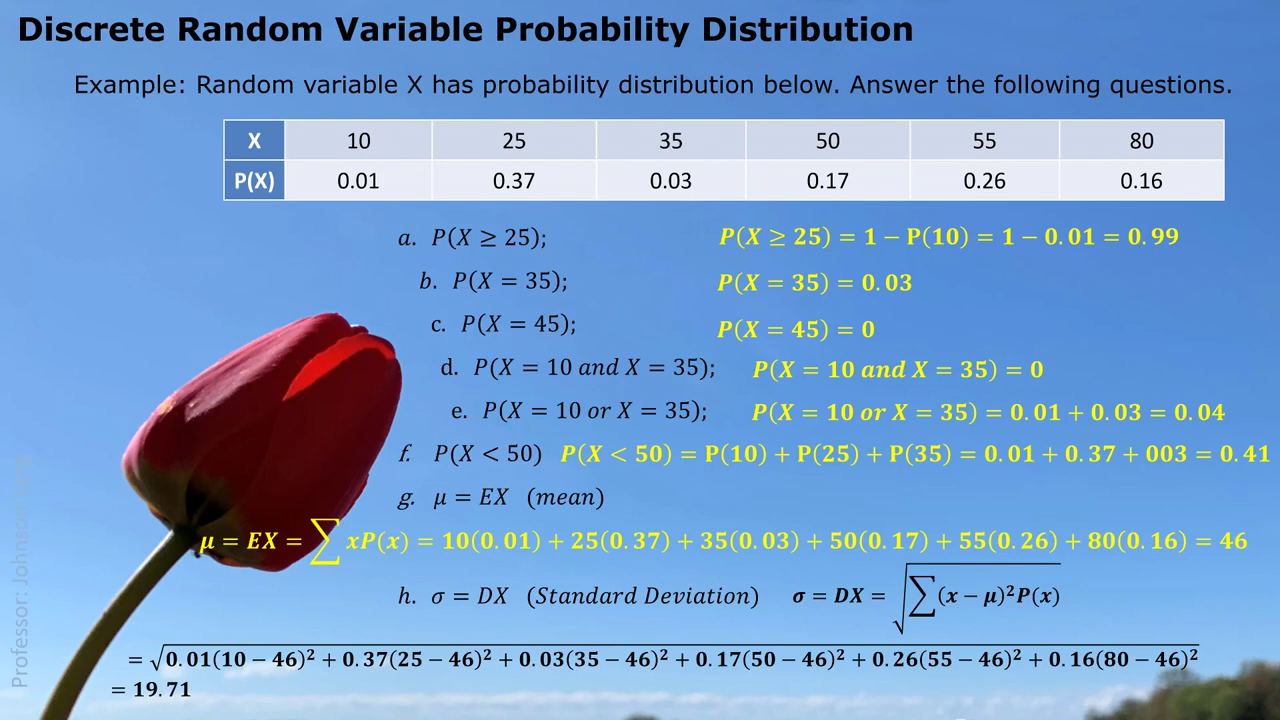 Discrete Random Variable Probability Distribution
Example: Random variable X has probability distribution below. Answer the following questions.
X 10 25 35 50 55 80
P(X) 0.01 0.37 0.03 0.17 0.26 0.16
a. P(X ≥ 25); P(X ≥ 25) = 1 − P(10) = 1 − 0.01 = 0.99
b. P(X = 35); P(X = 35) = 0.03
c. P(X = 45); P(X = 45) = 0
d. P(X = 10 and X = 35); P(X = 10 and X = 35) = 0
e. P(X = 10 or X = 35); P(X = 10 or X = 35) = 0.01 + 0.03 = 0.04
f. P(X < 50) P(X < 50) = P(10) + P(25) + P(35) = 0.01 + 0.37 + 003 = 0.41
g. μ = EX (mean)
μ = EX = ∑ xP(x) = 10(0.01) + 25(0.37) + 35(0.03) + 50(0.17) + 55(0.26) + 80(0.16) = 46
h. σ = DX (Standard Deviation) σ = DX = √∑(x − μ)²P(x)
= √0.01(10 − 46)² + 0.37(25 − 46)² + 0.03(35 − 46)² + 0.17(50 − 46)² + 0.26(55 − 46)² + 0.16(80 − 46)²
= 19.71
Professor: